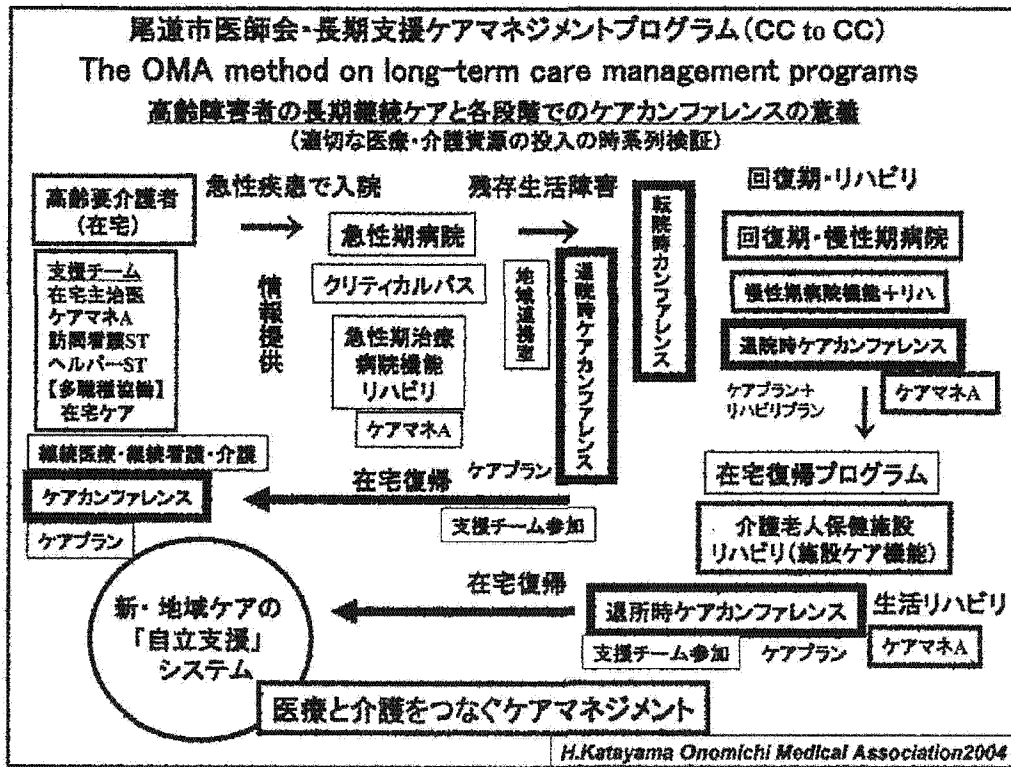 尾道市医師会・長期支援ケアマネジメントプログラム(CC to CC)
The OMA method on long-term care management programs
高齢障害者の長期継続ケアと各段階でのケアカンファレンスの意義
(適切な医療・介護資源の投入の時系列検証)
高齢要介護者
(在宅)
支援チーム
在宅主治医
ケアマネA
訪問看護ST
ヘルパーST
【多職種協働】
在宅ケア
継続医療・継続看護・介護
ケアカンファレンス
ケアプラン
急性疾患で入院
情報提供
急性期病院
クリティカルパス
急性期治療
病院機能
リハビリ
ケアマネA
残存生活障害
地域連携室
退院時ケアカンファレンス
転院時カンファレンス
回復期・リハビリ
回復期・慢性期病院
慢性期病院機能+リハ
退院時ケアカンファレンス
ケアプラン+
リハビリプラン
ケアマネA
在宅復帰
ケアプラン
支援チーム参加
在宅復帰プログラム
介護老人保健施設
リハビリ(施設ケア機能)
在宅復帰
退所時ケアカンファレンス
生活リハビリ
支援チーム参加
ケアプラン
ケアマネA
新・地域ケアの
「自立支援」
システム
医療と介護をつなぐケアマネジメント
H.Katayama Onomichi Medical Association2004